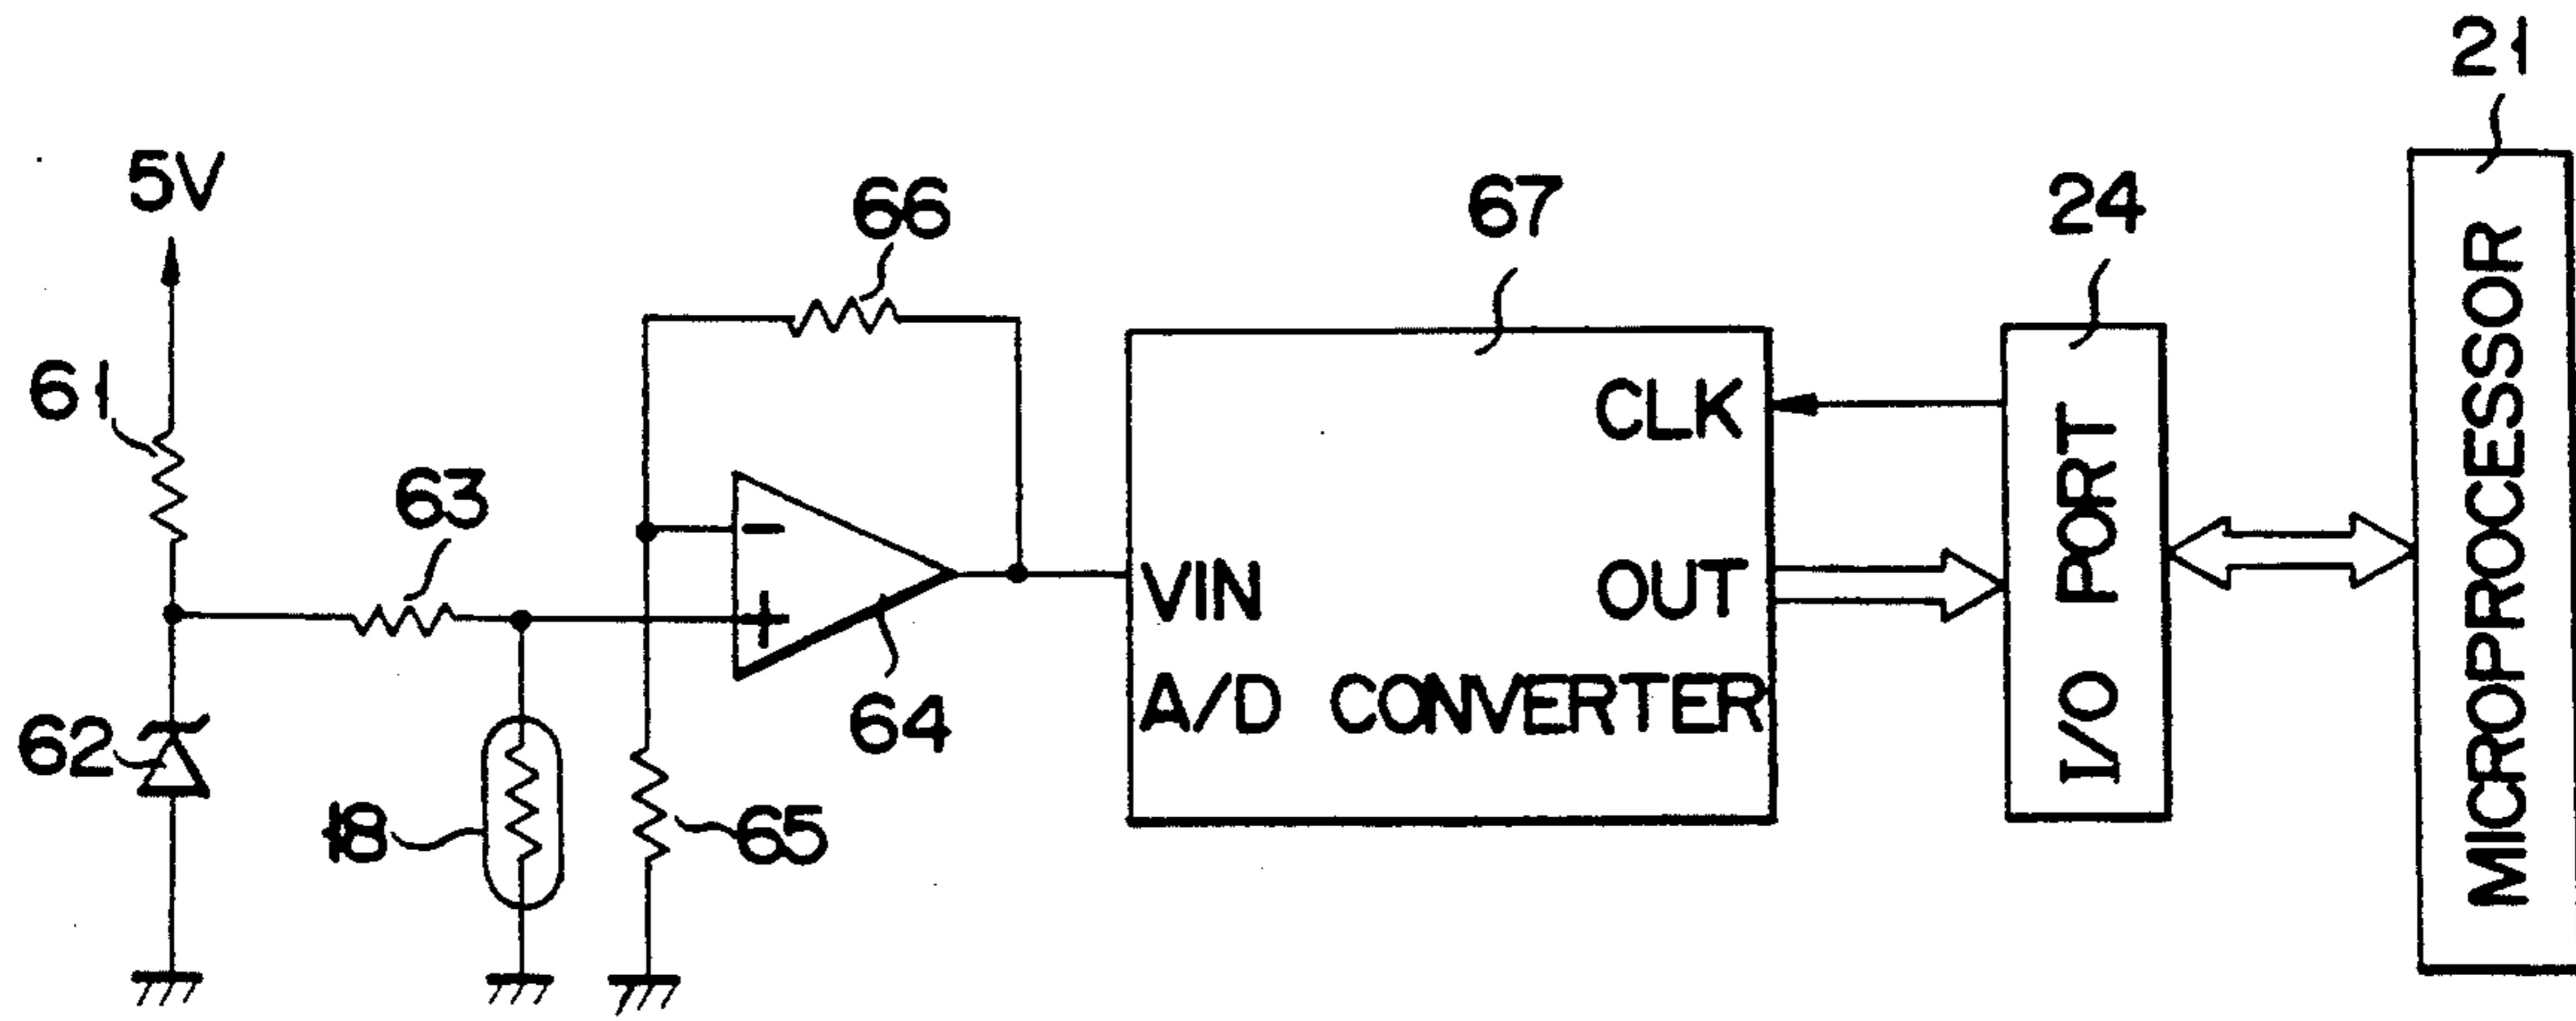 21
5V
66
67
24
61
63
CLK
VIN
OUT
62
64
A/D CONVERTER
18
65
I/O PORT
MICROPROCESSOR